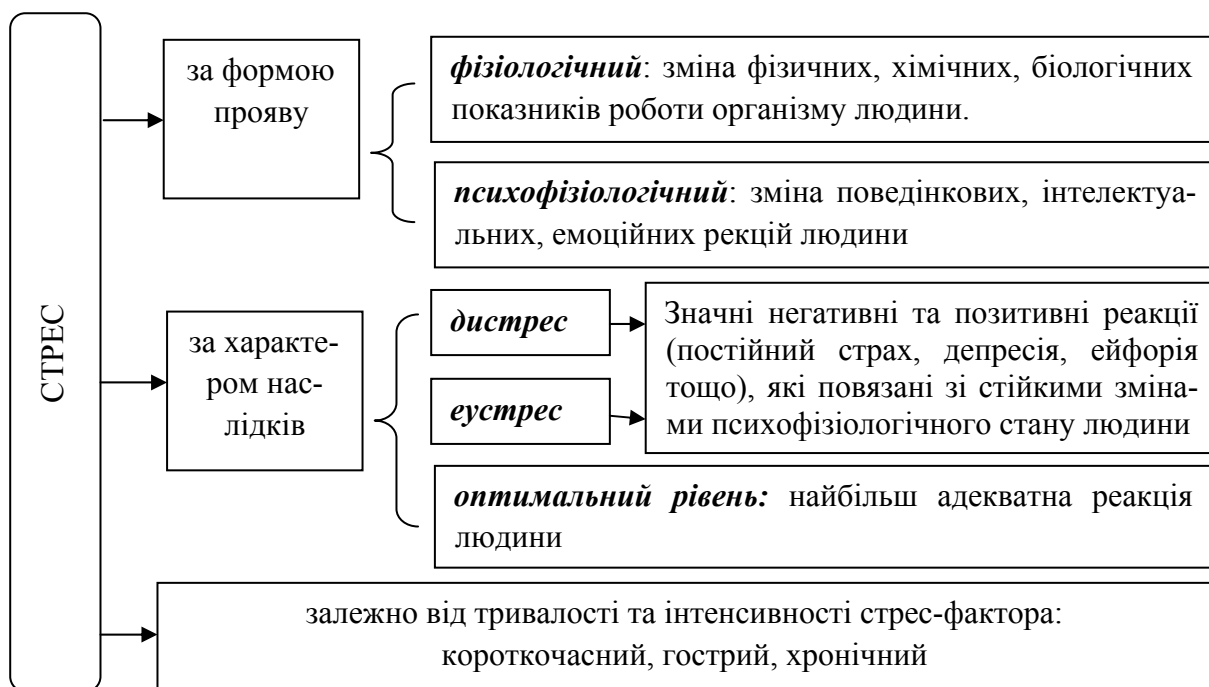 СТРЕС
за формою
прояву
фізіологічний: зміна фізичних, хімічних, біологічних
показників роботи організму людини.
психофізіологічний: зміна поведінкових, інтелектуа-
льних, емоційних рекцій людини
за характе-
ром нас-
лідків
дистрес
еустрес
Значні негативні та позитивні реакції
(постійний страх, депресія, ейфорія
тощо), які повязані зі стійкими зміна-
ми психофізіологічного стану людини
оптимальний рівень: найбільш адекватна реакція
людини
залежно від тривалості та інтенсивності стрес-фактора:
короткочасний, гострий, хронічний